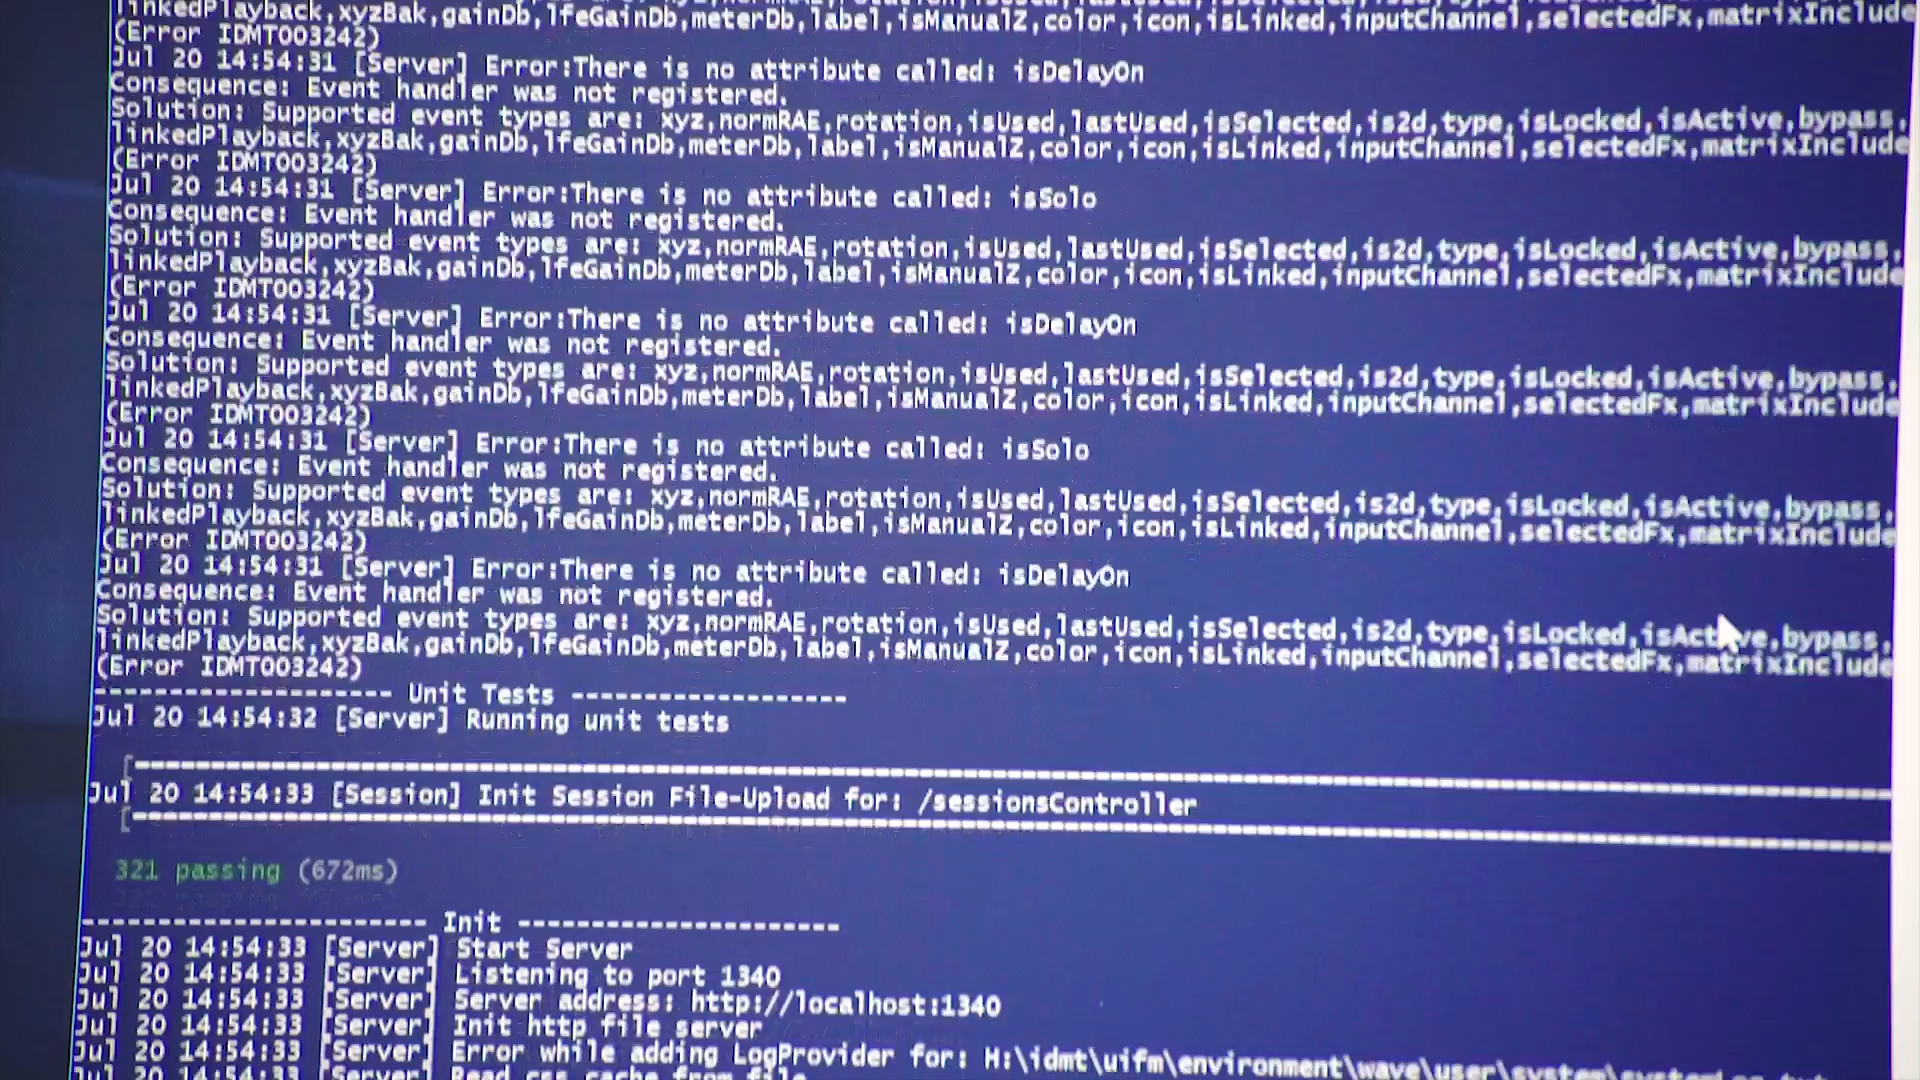 linkedPlayback,xyzBak,gainDb,lfeGainDb,meterDb,label,isManualZ,color,icon,isLinked,inputChannel,selectedFx,matrixInclude
(Error IDMT003242)
Jul 20 14:54:31 [Server] Error:There is no attribute called: isDelayOn
Consequence: Event handler was not registered.
Solution: Supported event types are: xyz,normRAE,rotation,isUsed,lastUsed,isSelected,is2d,type,isLocked,isActive,bypass,
linkedPlayback,xyzBak,gainDb,lfeGainDb,meterDb,label,isManualZ,color,icon,isLinked,inputChannel,selectedFx,matrixInclude
(Error IDMT003242)
Jul 20 14:54:31 [Server] Error:There is no attribute called: isSolo
Consequence: Event handler was not registered.
Solution: Supported event types are: xyz,normRAE,rotation,isUsed,lastUsed,isSelected,is2d,type,isLocked,isActive,bypass,
linkedPlayback,xyzBak,gainDb,lfeGainDb,meterDb,label,isManualZ,color,icon,isLinked,inputChannel,selectedFx,matrixInclude
(Error IDMT003242)
Jul 20 14:54:31 [Server] Error:There is no attribute called: isDelayOn
Consequence: Event handler was not registered.
Solution: Supported event types are: xyz,normRAE,rotation,isUsed,lastUsed,isSelected,is2d,type,isLocked,isActive,bypass,
linkedPlayback,xyzBak,gainDb,lfeGainDb,meterDb,label,isManualZ,color,icon,isLinked,inputChannel,selectedFx,matrixInclude
(Error IDMT003242)
Jul 20 14:54:31 [Server] Error:There is no attribute called: isSolo
Consequence: Event handler was not registered.
Solution: Supported event types are: xyz,normRAE,rotation,isUsed,lastUsed,isSelected,is2d,type,isLocked,isActive,bypass,
linkedPlayback,xyzBak,gainDb,lfeGainDb,meterDb,label,isManualZ,color,icon,isLinked,inputChannel,selectedFx,matrixInclude
(Error IDMT003242)
Jul 20 14:54:31 [Server] Error:There is no attribute called: isDelayOn
Consequence: Event handler was not registered.
Solution: Supported event types are: xyz,normRAE,rotation,isUsed,lastUsed,isSelected,is2d,type,isLocked,isActive,bypass,
linkedPlayback,xyzBak,gainDb,lfeGainDb,meterDb,label,isManualZ,color,icon,isLinked,inputChannel,selectedFx,matrixInclude
(Error IDMT003242)
-------------------- Unit Tests -------------------
Jul 20 14:54:32 [Server] Running unit tests
Jul 20 14:54:33 [Session] Init Session File-Upload for: /sessionsController
321 passing (672ms)
----------------------- Init ----------------------
Jul 20 14:54:33 [Server] Start Server
Jul 20 14:54:33 [Server] Listening to port 1340
Jul 20 14:54:33 [Server] Server address: http://localhost:1340
Jul 20 14:54:33 [Server] Init http file server
Jul 20 14:54:33 [Server] Error while adding LogProvider for: H:\idmt\uifm\environment\wave\user\system\
Jul 20 14:54:33 [Server] Read css cache from file